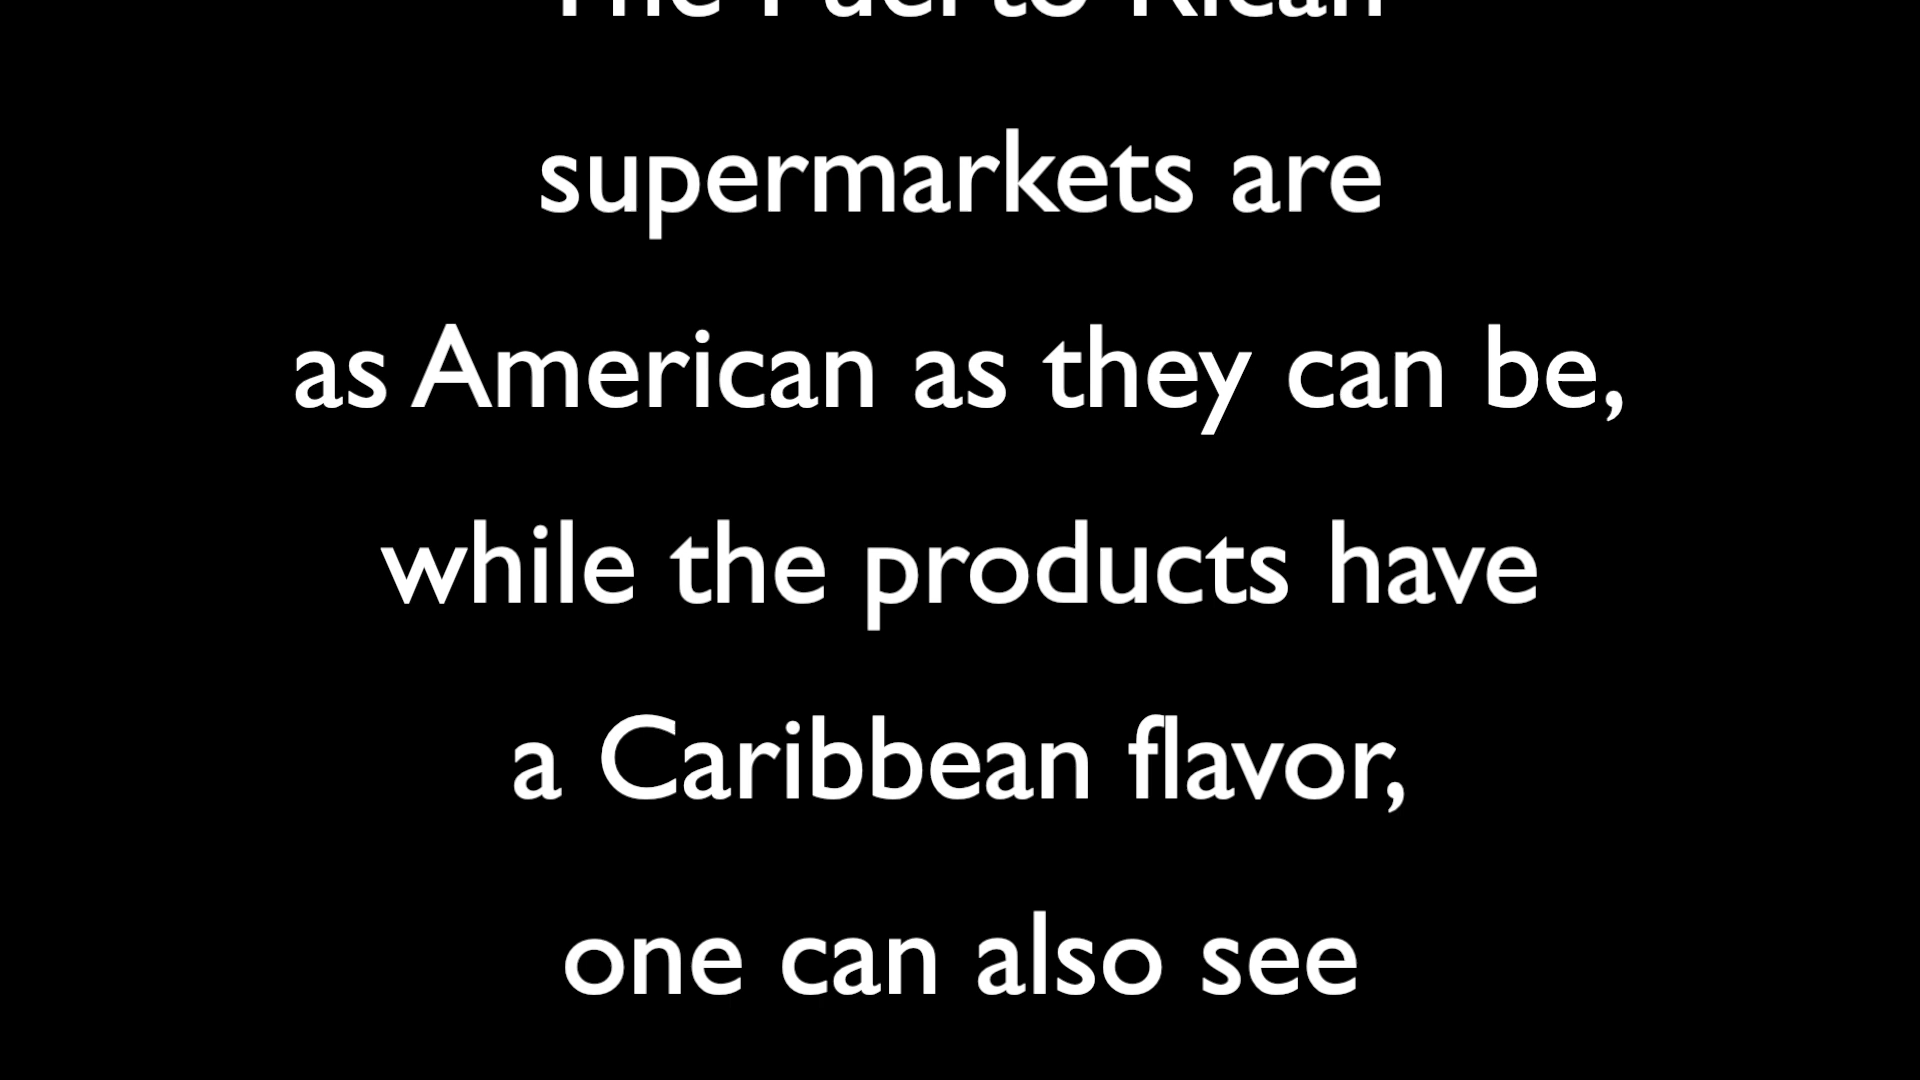 The Puerto Rican
supermarkets are
as American as they can be,
while the products have
a Caribbean flavor,
one can also see